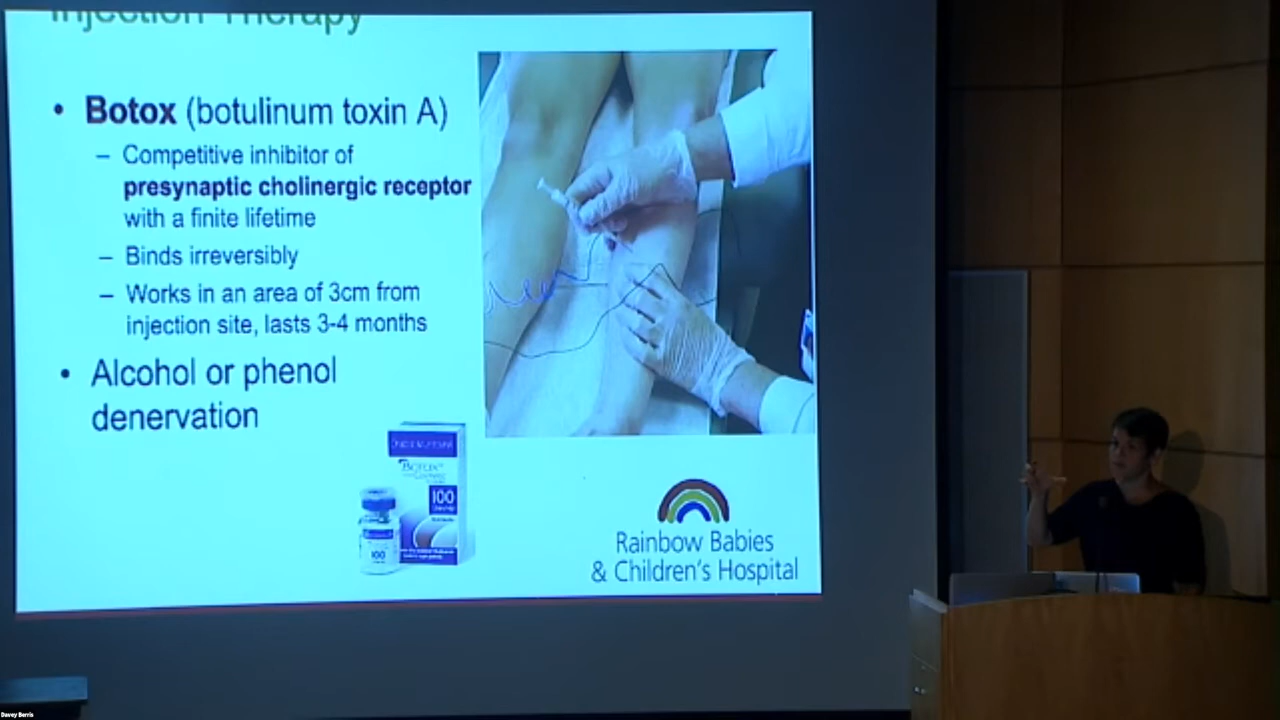 Injection Therapy
• Botox (botulinum toxin A)
– Competitive inhibitor of
presynaptic cholinergic receptor
with a finite lifetime
– Binds irreversibly
– Works in an area of 3cm from
injection site, lasts 3-4 months
• Alcohol or phenol
denervation
BOTOX
100
100
Rainbow Babies
& Children's Hospital
Davey Berris